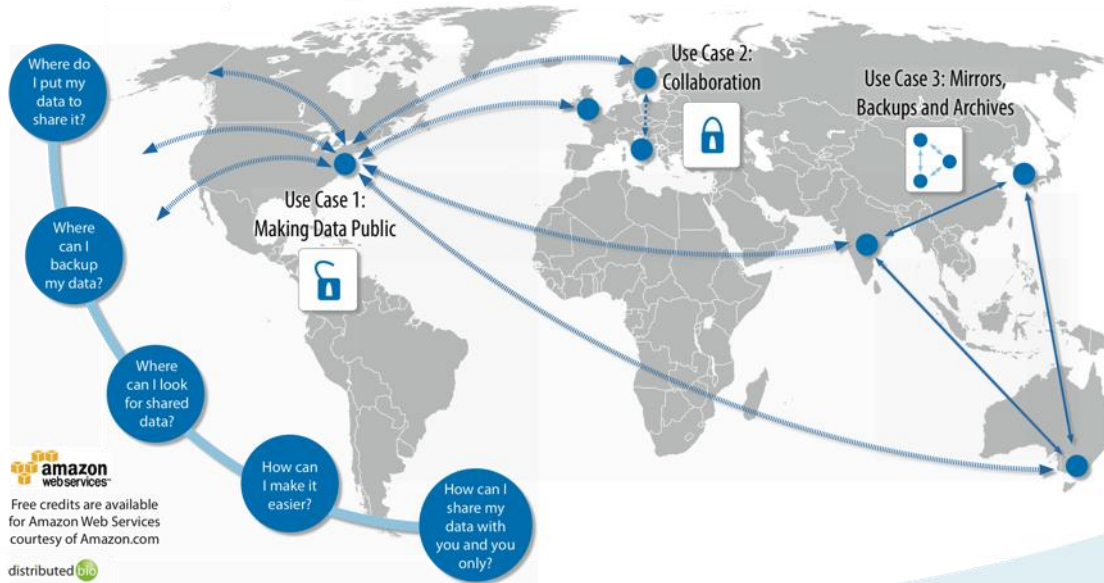 Where do
I put my
data to
share it?
Where
can I
backup
my data?
Where
can I look
for shared
data?
How can
I make it
easier?
How can I
share my
data with
you and you
only?
Use Case 1:
Making Data Public
Use Case 2:
Collaboration
Use Case 3: Mirrors,
Backups and Archives
amazon
webservices™
Free credits are available
for Amazon Web Services
courtesy of Amazon.com
distributed bio